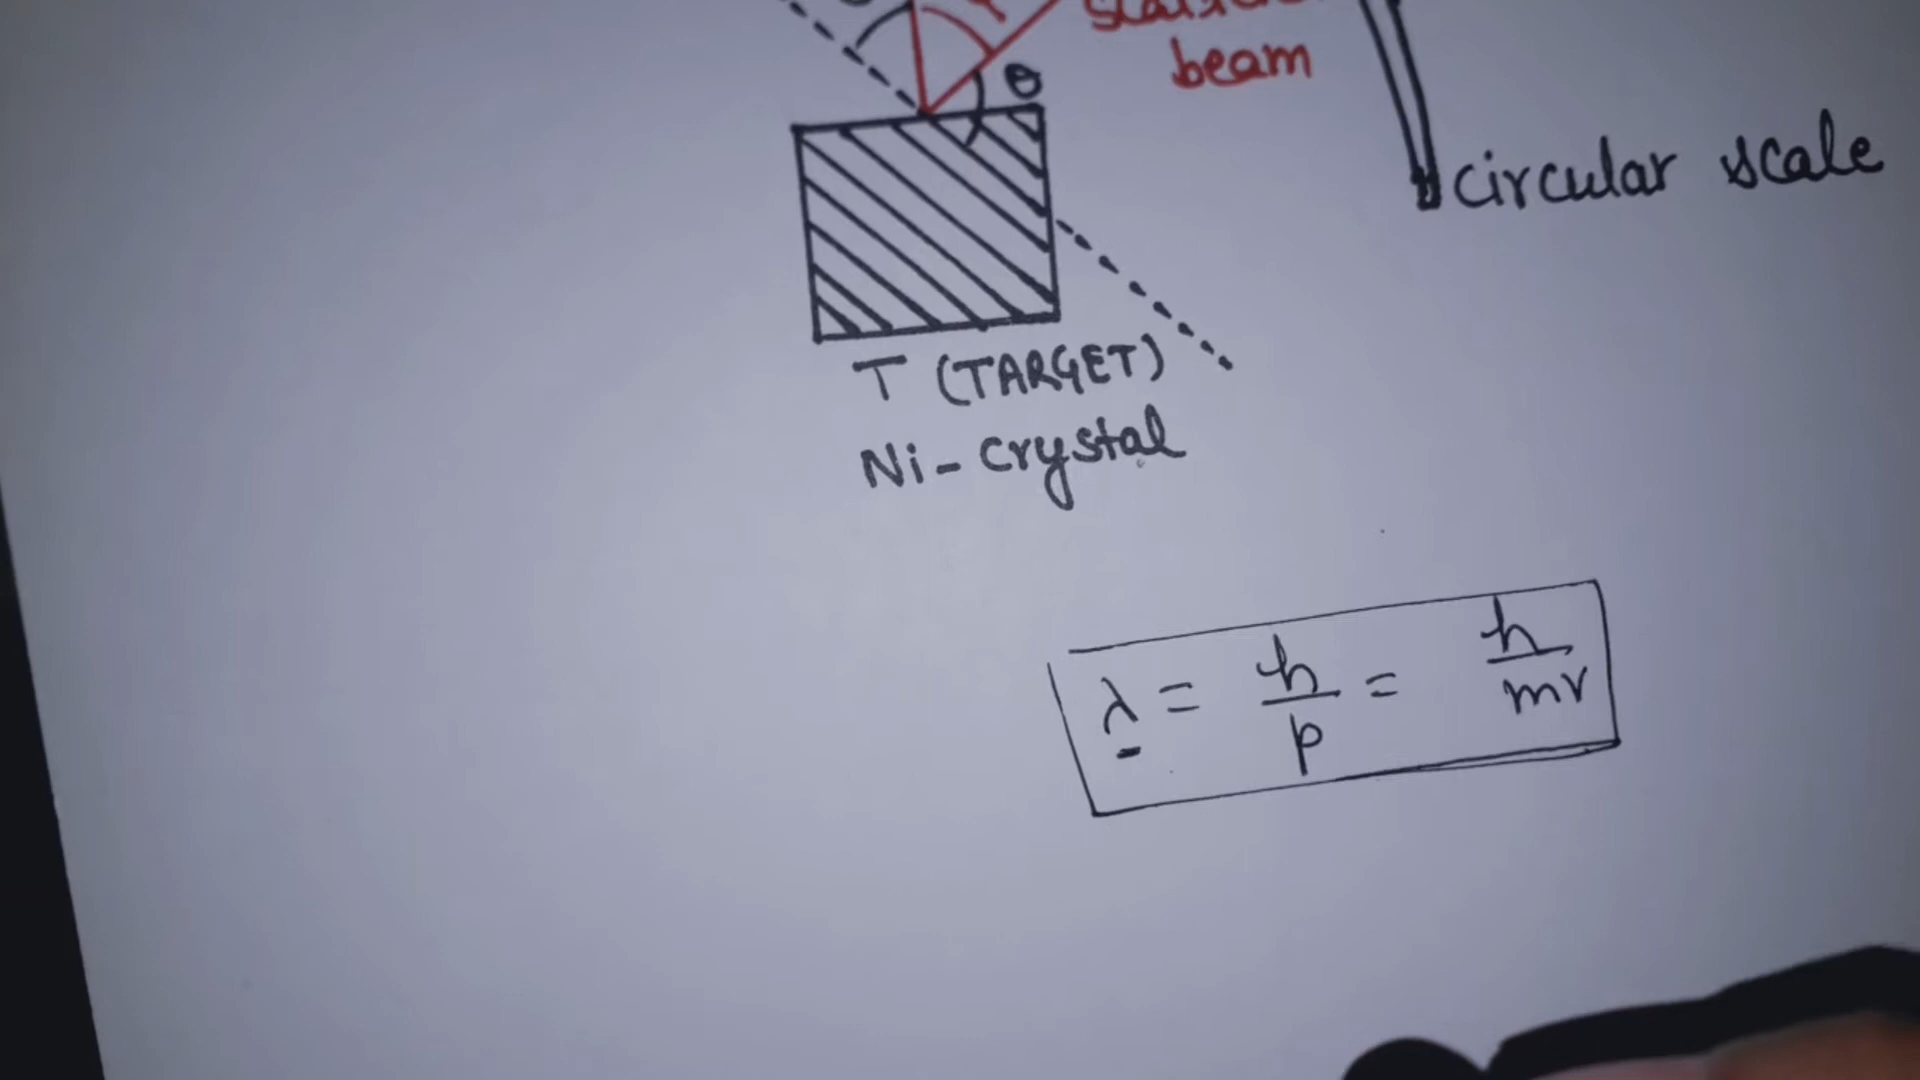 beam
θ
circular scale
T (TARGET)
Ni-crystal
λ = h/p = h/mv